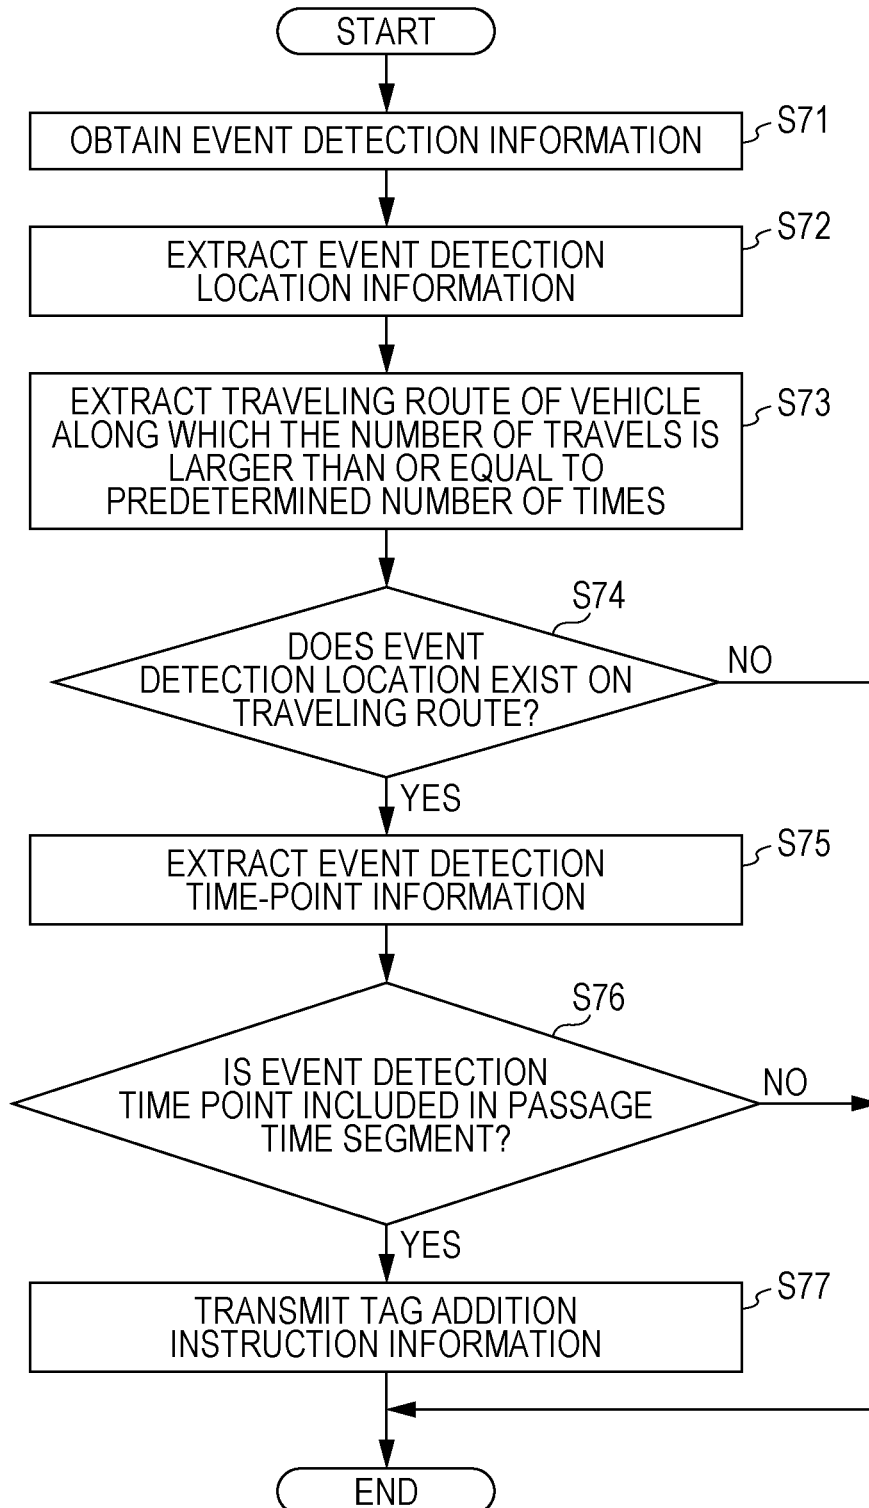 START
S71
OBTAIN EVENT DETECTION INFORMATION
S72
EXTRACT EVENT DETECTION
LOCATION INFORMATION
EXTRACT TRAVELING ROUTE OF VEHICLE
S73
ALONG WHICH THE NUMBER OF TRAVELS IS
LARGER THAN OR EQUAL TO
PREDETERMINED NUMBER OF TIMES
S74
DOES EVENT
DETECTION LOCATION EXIST ON
TRAVELING ROUTE?
NO
YES
S75
EXTRACT EVENT DETECTION
TIME-POINT INFORMATION
S76
IS EVENT DETECTION
TIME POINT INCLUDED IN PASSAGE
TIME SEGMENT?
NO
YES
S77
TRANSMIT TAG ADDITION
INSTRUCTION INFORMATION
END